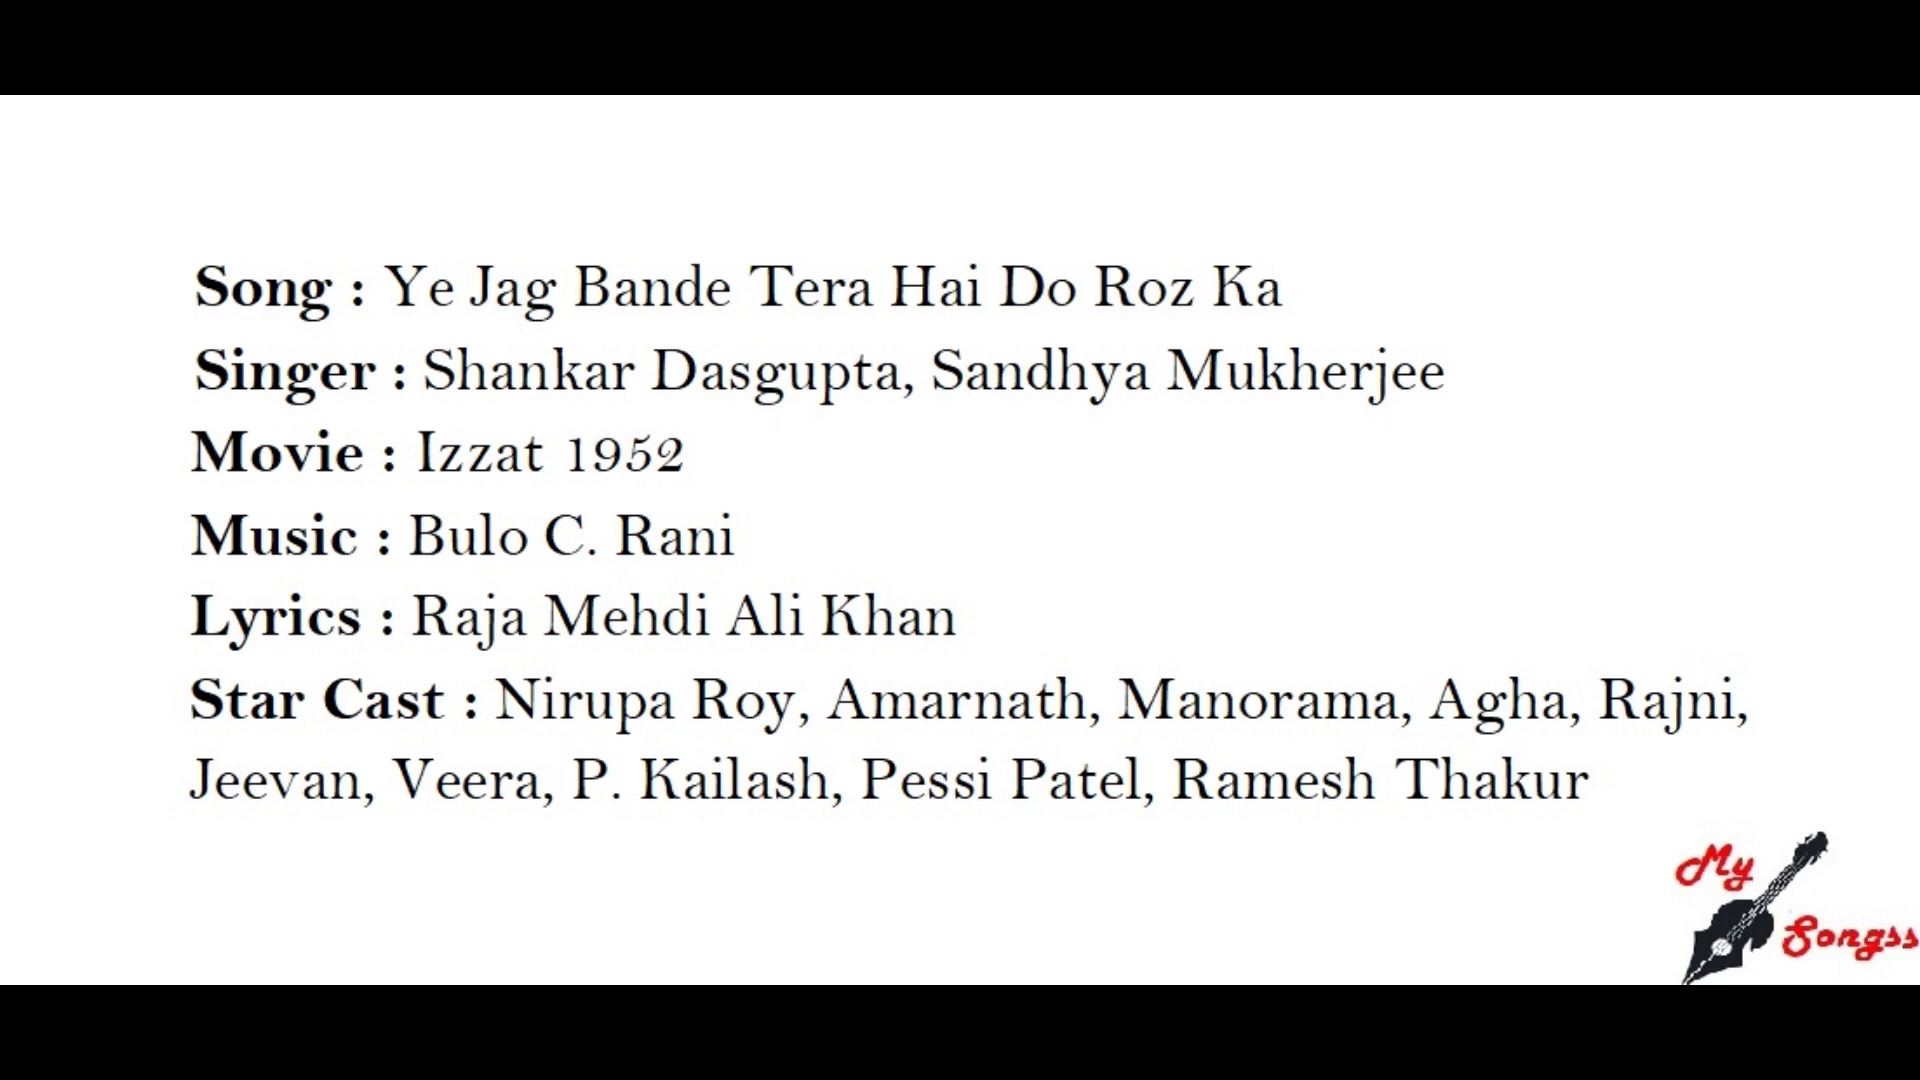 Song : Ye Jag Bande Tera Hai Do Roz Ka
Singer : Shankar Dasgupta, Sandhya Mukherjee
Movie : Izzat 1952
Music : Bulo C. Rani
Lyrics : Raja Mehdi Ali Khan
Star Cast : Nirupa Roy, Amarnath, Manorama, Agha, Rajni,
Jeevan, Veera, P. Kailash, Pessi Patel, Ramesh Thakur
My
Songss